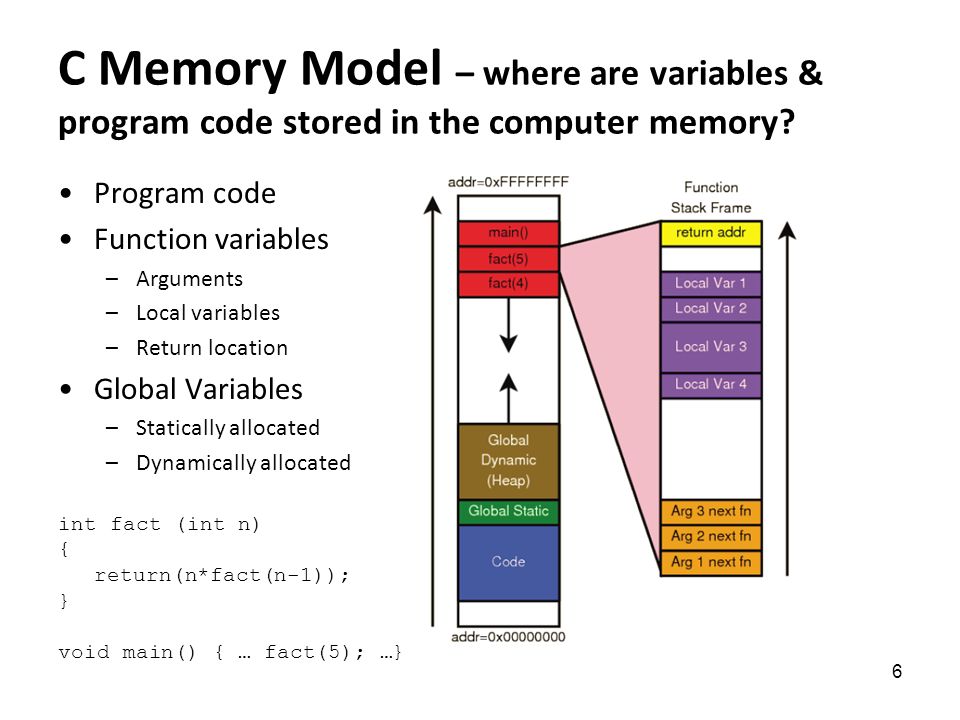 C Memory Model – where are variables &
program code stored in the computer memory?
• Program code
• Function variables
– Arguments
– Local variables
– Return location
• Global Variables
– Statically allocated
– Dynamically allocated
int fact (int n)
{
return(n*fact(n-1));
}
void main() { … fact(5); …}
addr=0xFFFFFFFF
main()
fact(5)
fact(4)
Global
Dynamic
(Heap)
Global Static
Code
addr=0x00000000
Function
Stack Frame
return addr
Local Var 1
Local Var 2
Local Var 3
Local Var 4
Arg 3 next fn
Arg 2 next fn
Arg 1 next fn
6